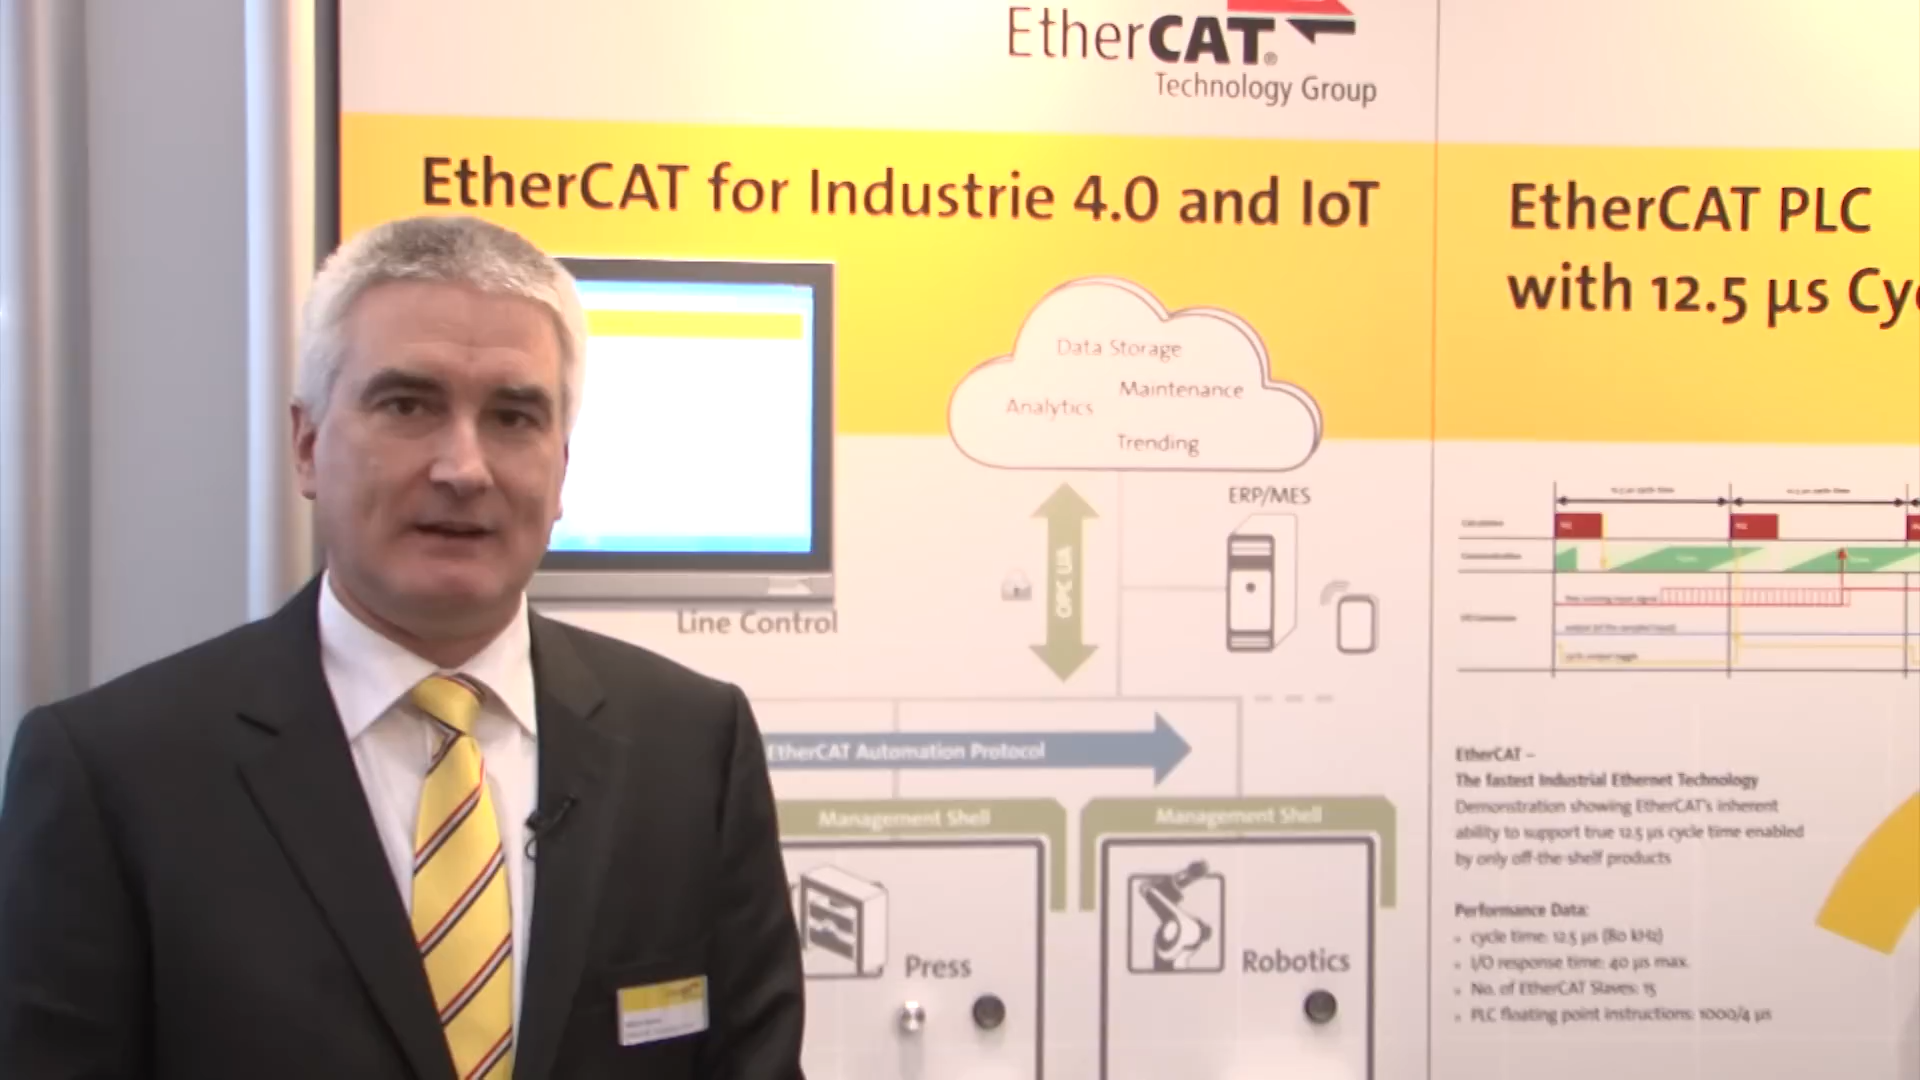 EtherCAT®
Technology Group
EtherCAT for Industrie 4.0 and IoT
Data Storage
Maintenance
Analytics
Trending
ERP/MES
OPC UA
Line Control
EtherCAT Automation Protocol
Management Shell
Management Shell
Press
Robotics
EtherCAT PLC
with 12.5 µs
EtherCAT –
The fastest Industrial Ethernet Technology
Demonstration showing EtherCAT's inherent
ability to support true 12.5 µs cycle time enabled
by only off-the-shelf products
Performance Data:
» cycle time: 12.5 µs (80 kHz)
» I/O response time: 40 µs max.
» No. of EtherCAT Slaves: 15
» PLC floating point instructions: 1000/4 µs